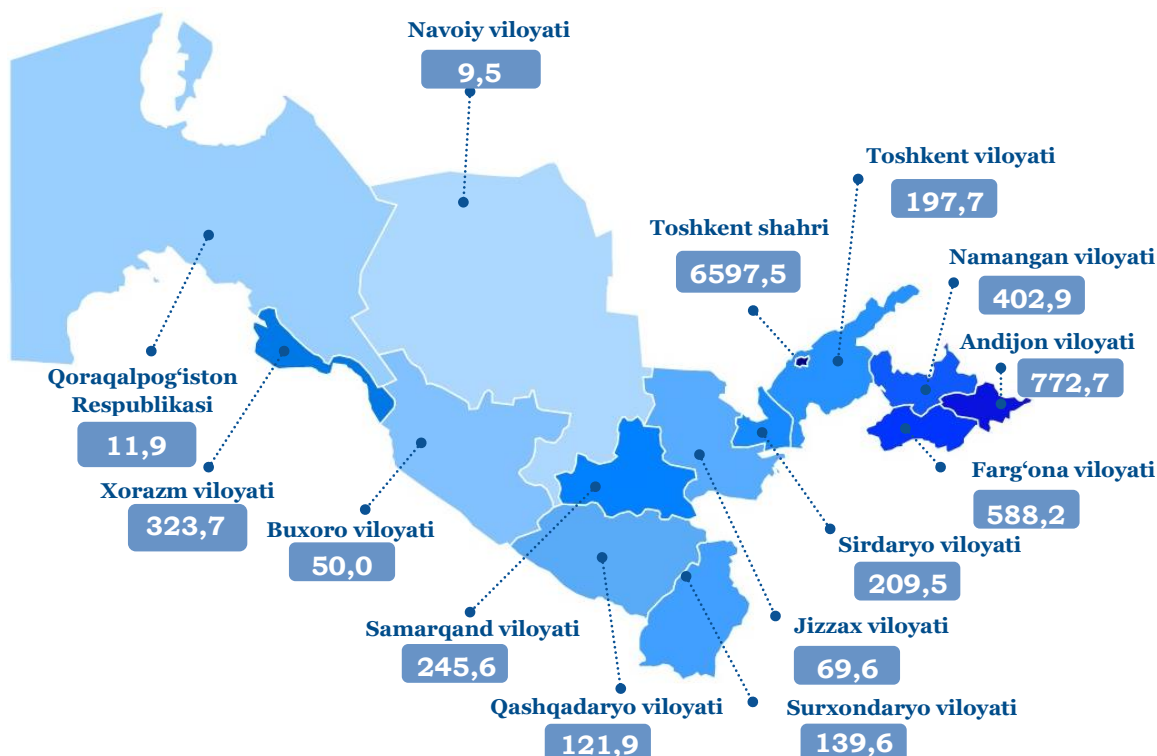 Navoiy viloyati
9,5
Toshkent viloyati
197,7
Toshkent shahri
6597,5
Namangan viloyati
402,9
Andijon viloyati
772,7
Qoraqalpog‘iston
Respublikasi
11,9
Farg‘ona viloyati
588,2
Xorazm viloyati
323,7
Buxoro viloyati
50,0
Sirdaryo viloyati
209,5
Samarqand viloyati
245,6
Jizzax viloyati
69,6
Qashqadaryo viloyati
121,9
Surxondaryo viloyati
139,6